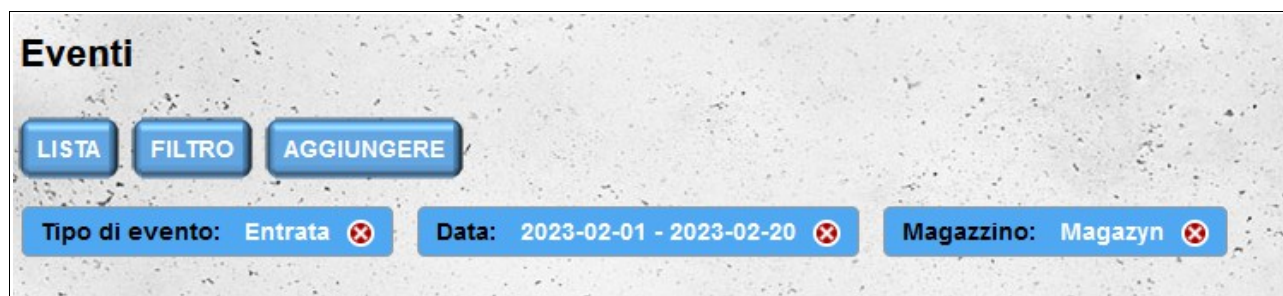 Eventi
LISTA FILTRO AGGIUNGERE
Tipo di evento: Entrata Data: 2023-02-01 - 2023-02-20 Magazzino: Magazyn